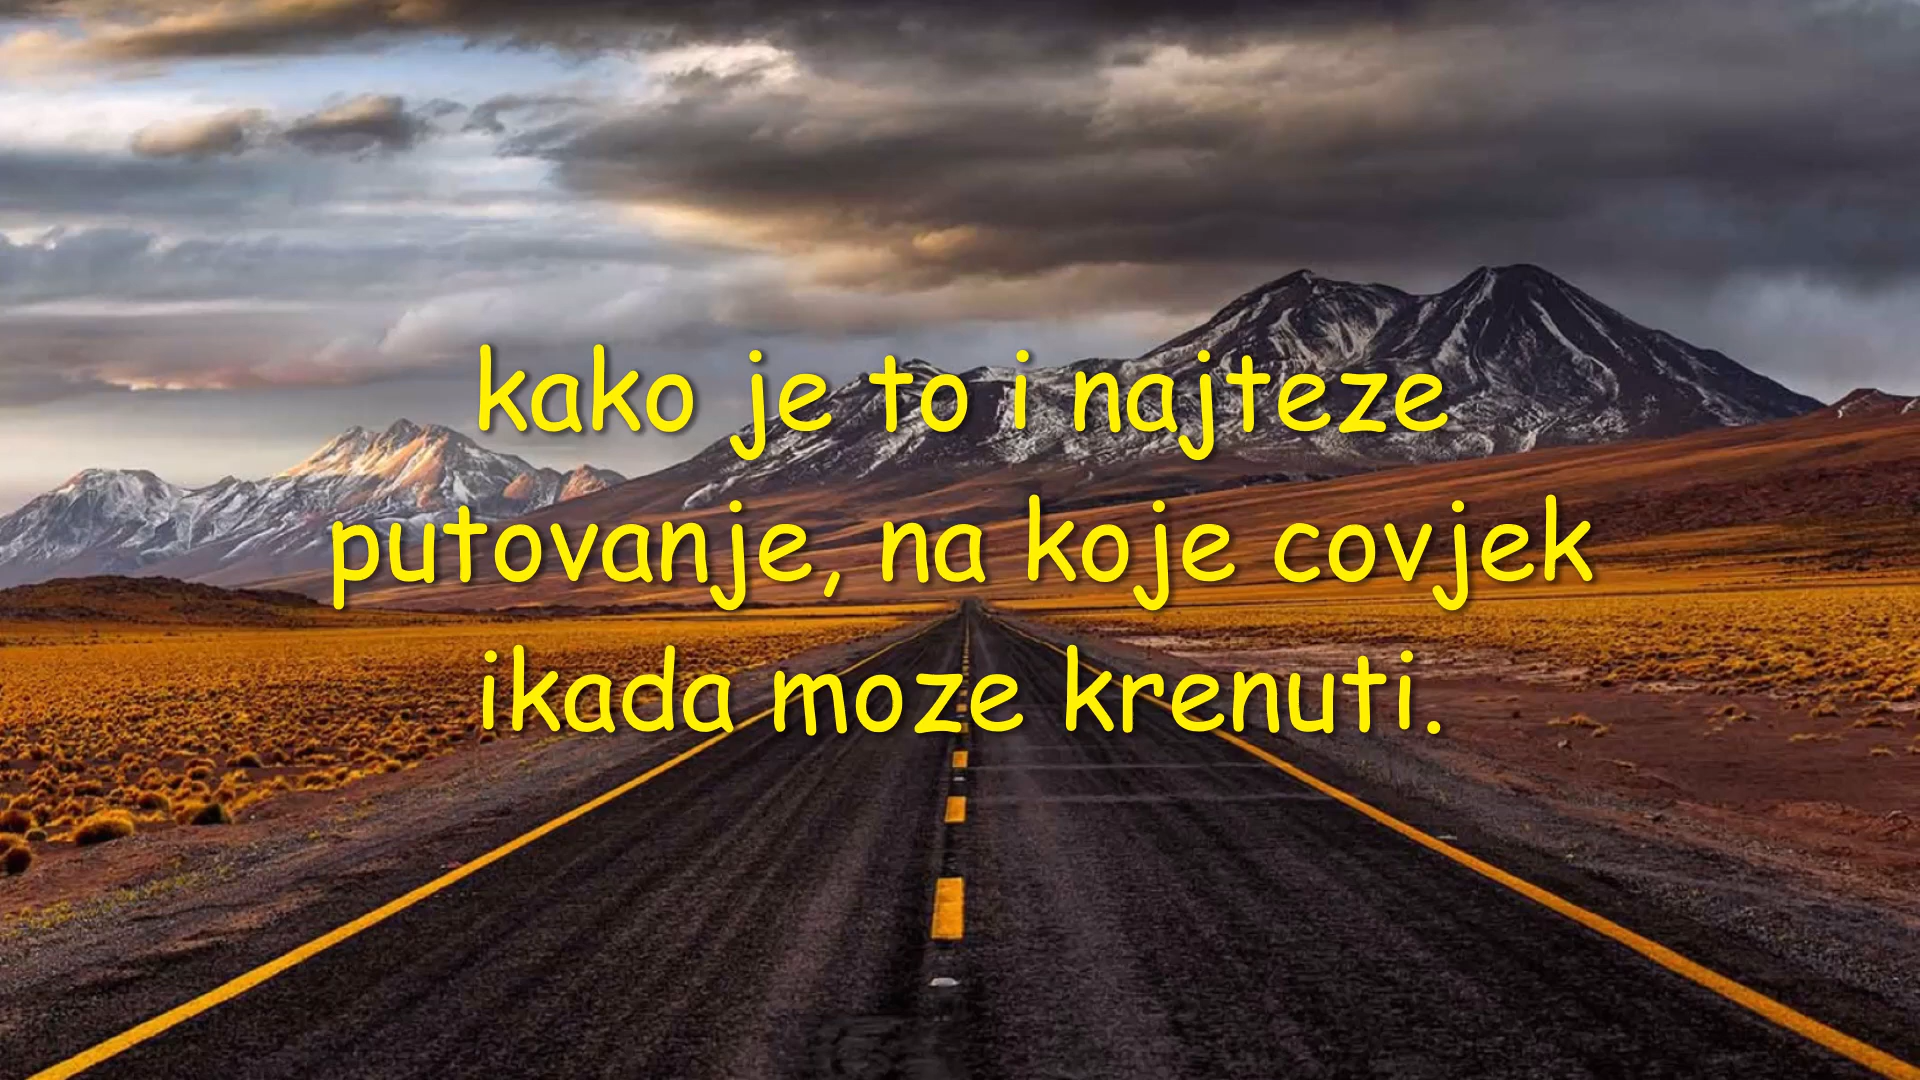 kako je to i najteze
putovanje, na koje covjek
ikada moze krenuti.